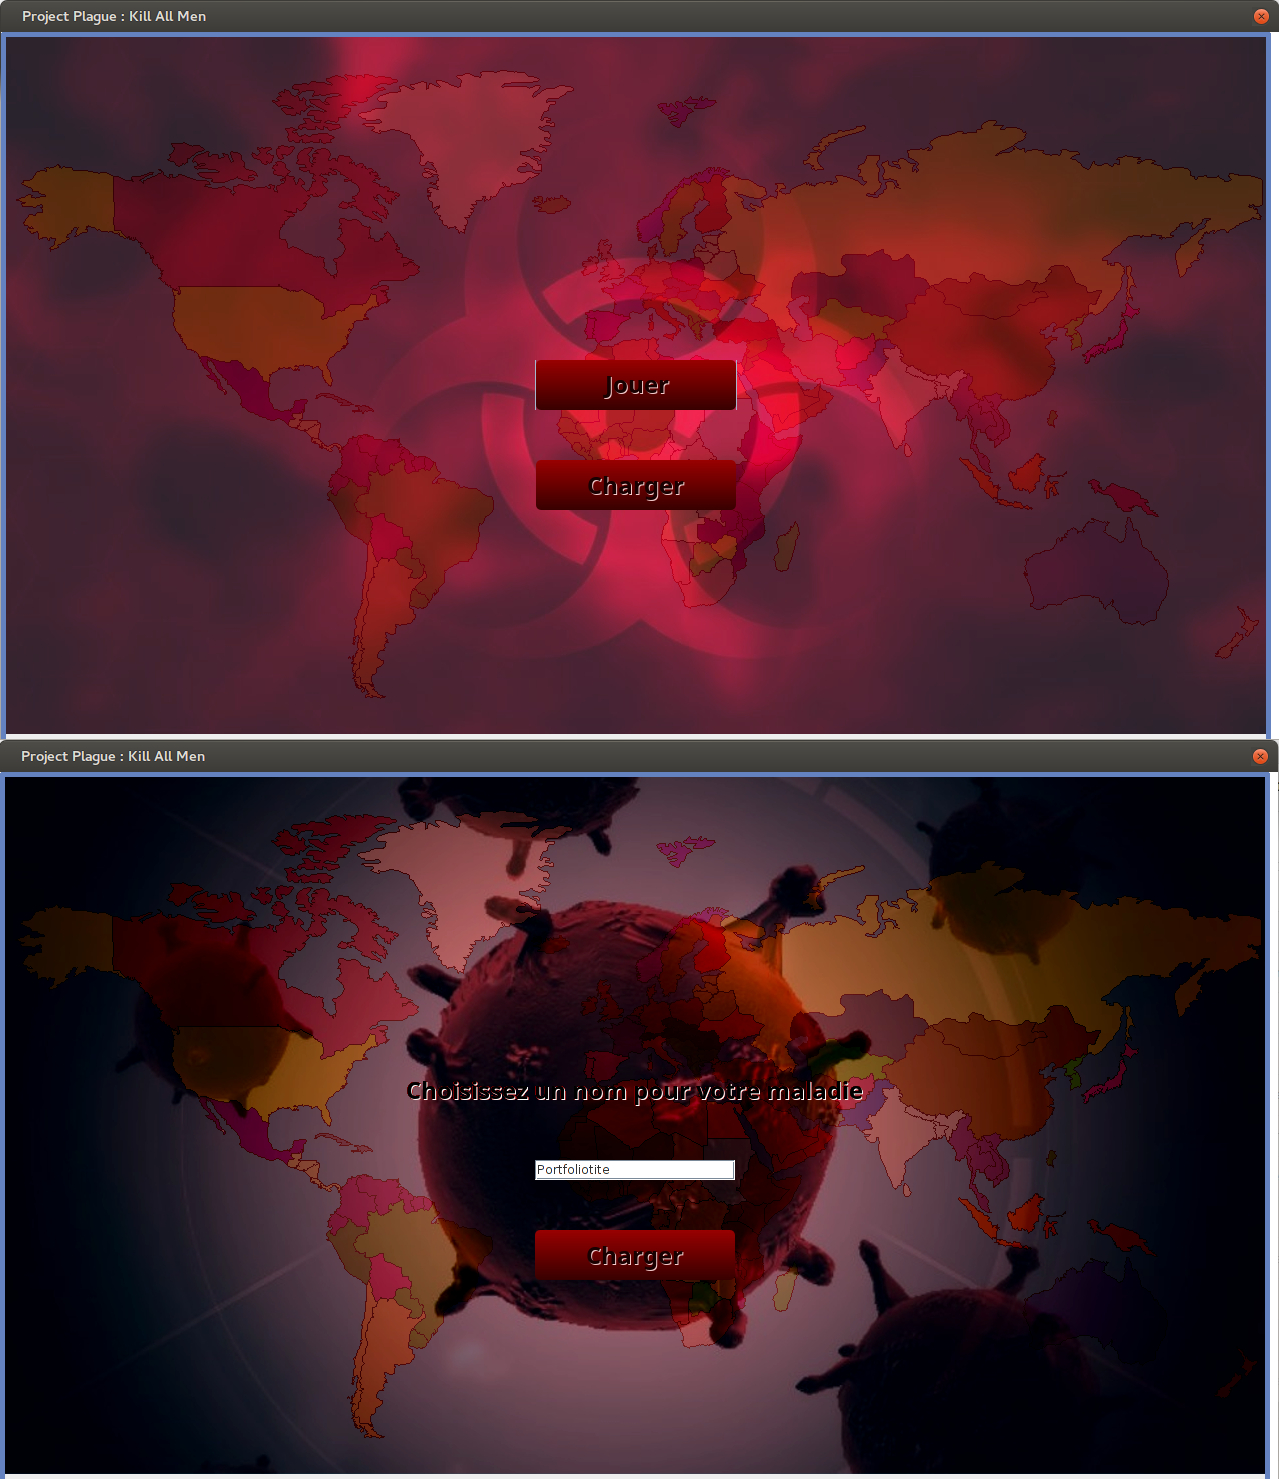 Project Plague : Kill All Men
Jouer
Charger
Project Plague : Kill All Men
Choisissez un nom pour votre maladie
Portfoliotite
Charger